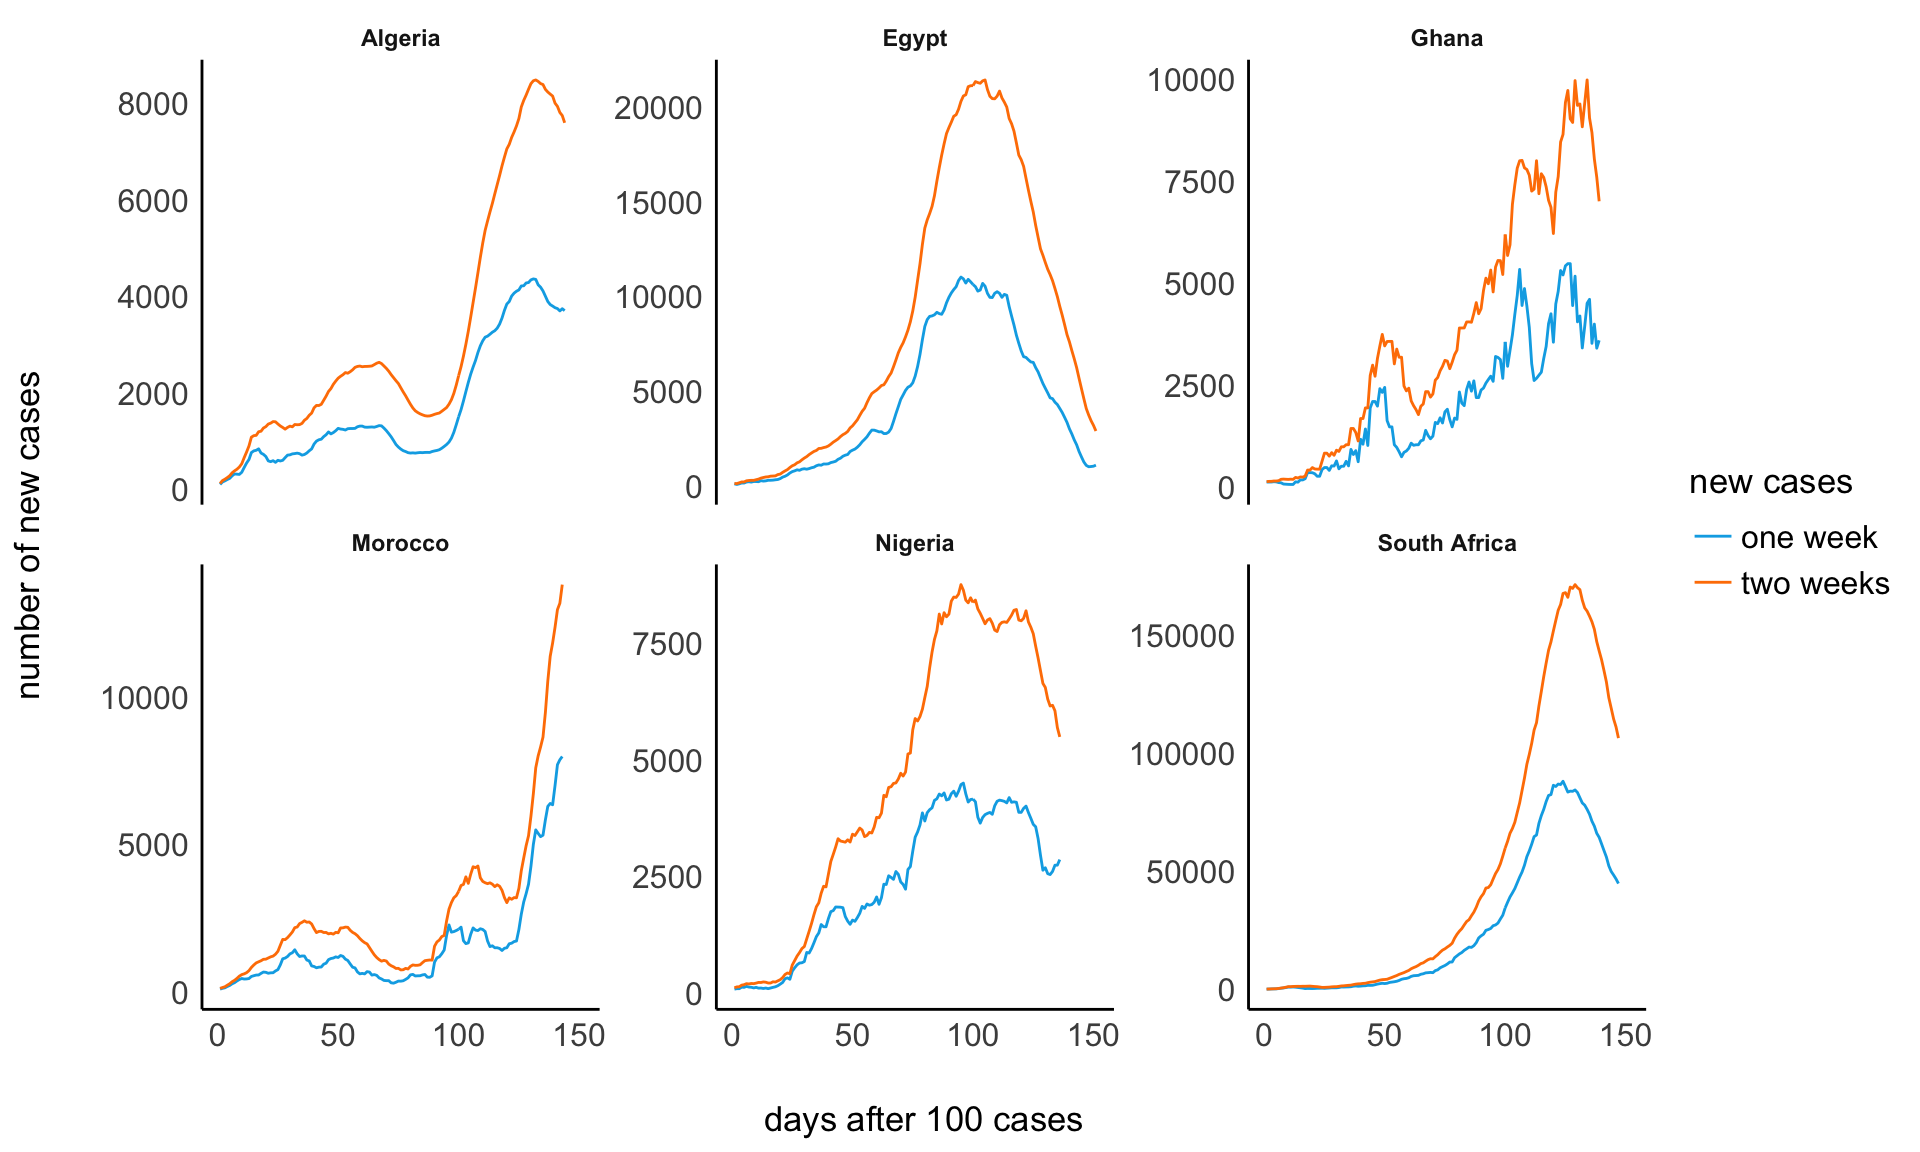 Algeria
8000
6000
4000
2000
0
Egypt
20000
15000
10000
5000
0
Ghana
10000
7500
5000
2500
0
number of new cases
Morocco
10000
5000
0
0 50 100 150
Nigeria
7500
5000
2500
0
0 50 100 150
South Africa
150000
100000
50000
0
0 50 100 150
days after 100 cases
new cases
one week
two weeks